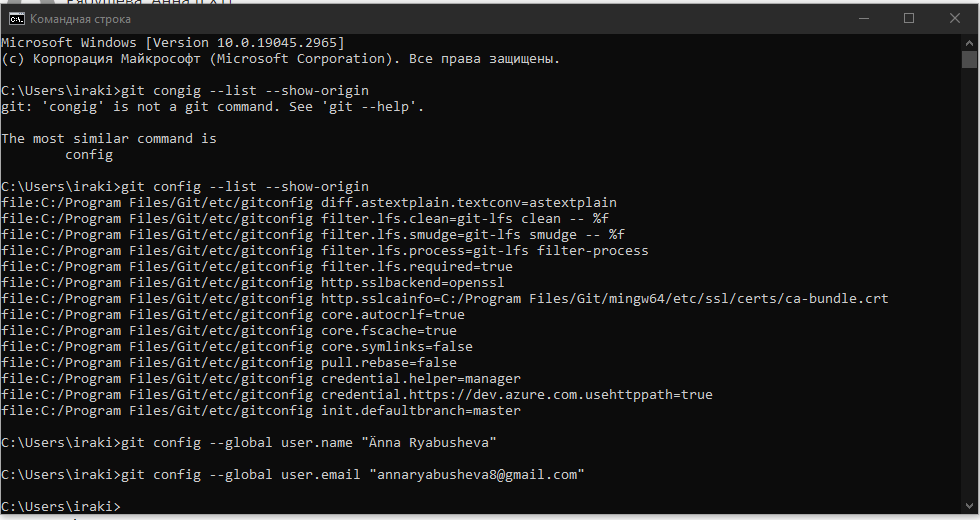 Командная строка
Microsoft Windows [Version 10.0.19045.2965]
(c) Корпорация Майкрософт (Microsoft Corporation). Все права защищены.
C:\Users\iraki>git congig --list --show-origin
git: 'congig' is not a git command. See 'git --help'.
The most similar command is
config
C:\Users\iraki>git config --list --show-origin
file:C:/Program Files/Git/etc/gitconfig diff.astextplain.textconv=astextplain
file:C:/Program Files/Git/etc/gitconfig filter.lfs.clean=git-lfs clean -- %f
file:C:/Program Files/Git/etc/gitconfig filter.lfs.smudge=git-lfs smudge -- %f
file:C:/Program Files/Git/etc/gitconfig filter.lfs.process=git-lfs filter-process
file:C:/Program Files/Git/etc/gitconfig filter.lfs.required=true
file:C:/Program Files/Git/etc/gitconfig http.sslbackend=openssl
file:C:/Program Files/Git/etc/gitconfig http.sslcainfo=C:/Program Files/Git/mingw64/etc/ssl/certs/ca-bundle.crt
file:C:/Program Files/Git/etc/gitconfig core.autocrlf=true
file:C:/Program Files/Git/etc/gitconfig core.fscache=true
file:C:/Program Files/Git/etc/gitconfig core.symlinks=false
file:C:/Program Files/Git/etc/gitconfig pull.rebase=false
file:C:/Program Files/Git/etc/gitconfig credential.helper=manager
file:C:/Program Files/Git/etc/gitconfig credential.https://dev.azure.com.usehttppath=true
file:C:/Program Files/Git/etc/gitconfig init.defaultbranch=master
C:\Users\iraki>git config --global user.name "Änna Ryabusheva"
C:\Users\iraki>git config --global user.email "annaryabusheva8@gmail.com"
C:\Users\iraki>